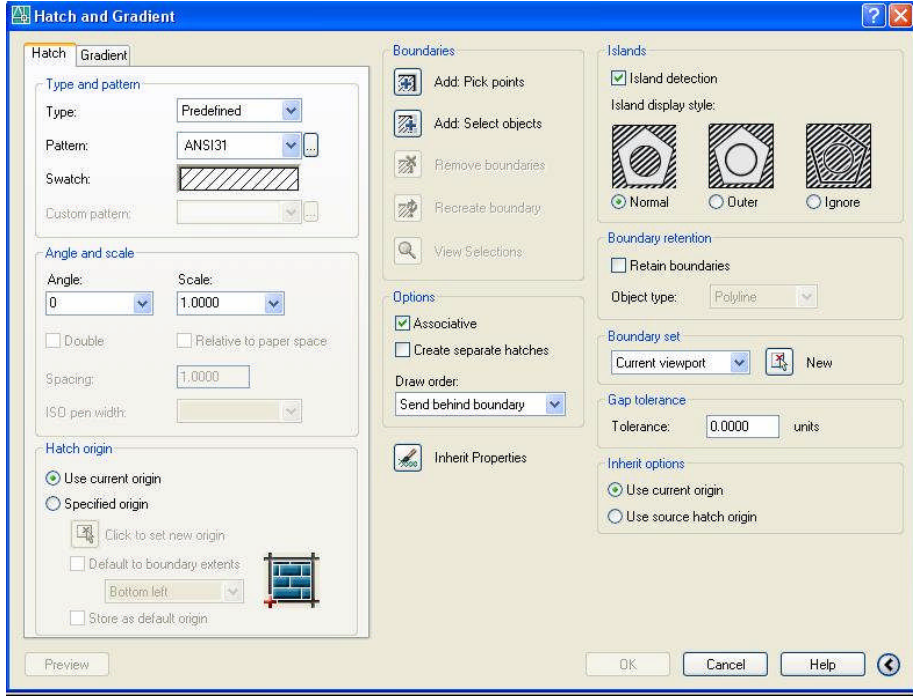 Hatch and Gradient
Hatch Gradient
Type and pattern
Type: Predefined
Pattern: ANSI31 ...
Swatch:
Custom pattern: ...
Angle and scale
Angle: Scale:
0 1.0000
Double Relative to paper space
Spacing: 1.0000
ISO pen width:
Hatch origin
Use current origin
Specified origin
Click to set new origin
Default to boundary extents
Bottom left
Store as default origin
Preview
Boundaries
Add: Pick points
Add: Select objects
Remove boundaries
Recreate boundary
View Selections
Options
Associative
Create separate hatches
Draw order:
Send behind boundary
Inherit Properties
Islands
Island detection
Island display style:
Normal Outer Ignore
Boundary retention
Retain boundaries
Object type: Polyline
Boundary set
Current viewport New
Gap tolerance
Tolerance: 0.0000 units
Inherit options
Use current origin
Use source hatch origin
OK Cancel Help